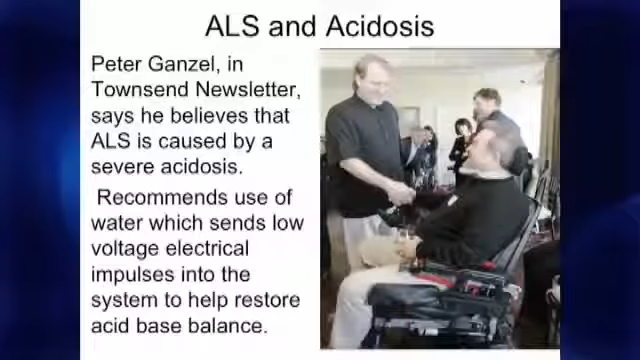 ALS and Acidosis
Peter Ganzel, in
Townsend Newsletter,
says he believes that
ALS is caused by a
severe acidosis.
Recommends use of
water which sends low
voltage electrical
impulses into the
system to help restore
acid base balance.